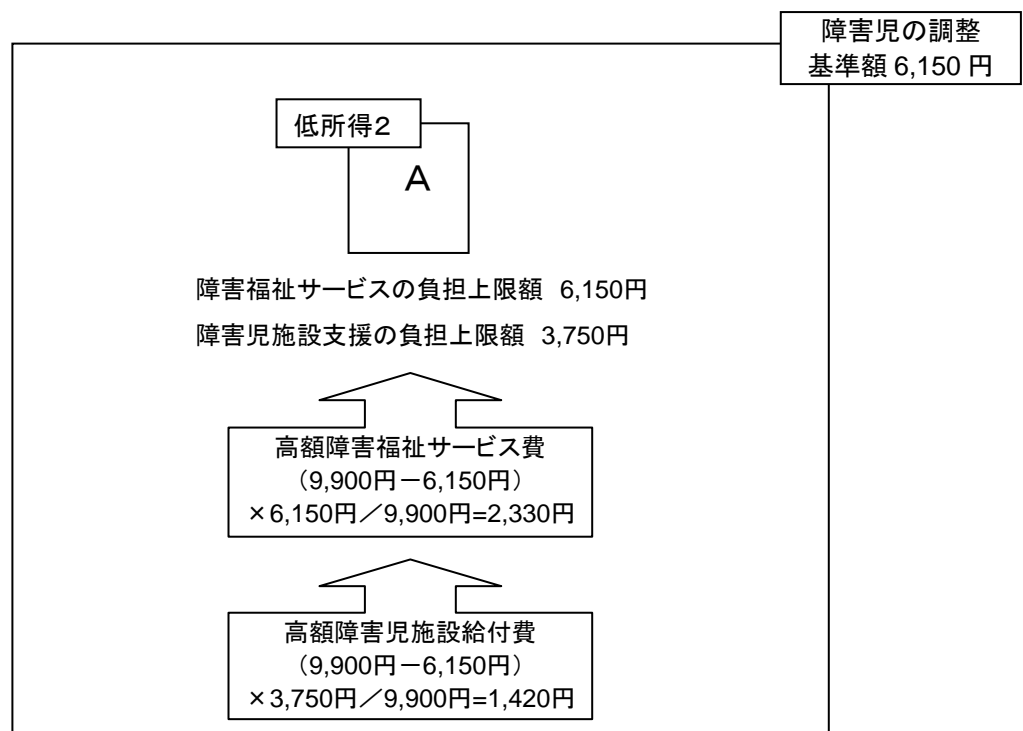 障害児の調整
基準額 6,150 円
低所得2
A
障害福祉サービスの負担上限額 6,150円
障害児施設支援の負担上限額 3,750円
高額障害福祉サービス費
(9,900円-6,150円)
×6,150円/9,900円=2,330円
高額障害児施設給付費
(9,900円-6,150円)
×3,750円/9,900円=1,420円